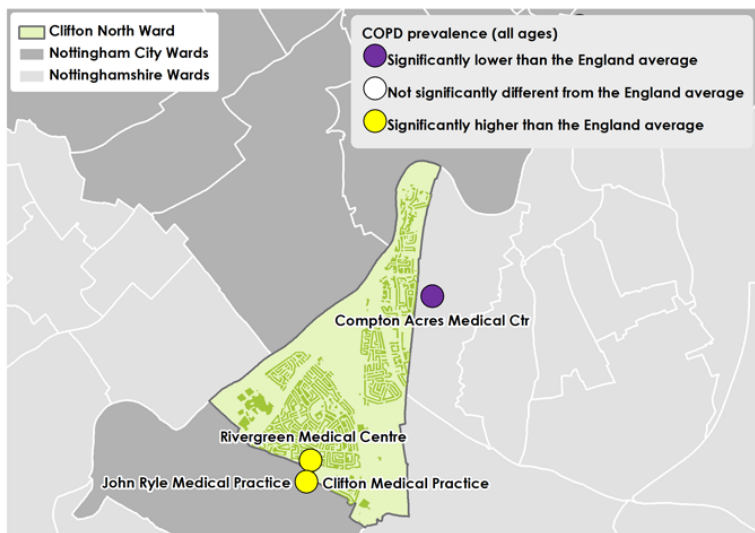 Clifton North Ward
Nottingham City Wards
Nottinghamshire Wards
COPD prevalence (all ages)
Significantly lower than the England average
Not significantly different from the England average
Significantly higher than the England average
Compton Acres Medical Ctr
Rivergreen Medical Centre
John Ryle Medical Practice
Clifton Medical Practice